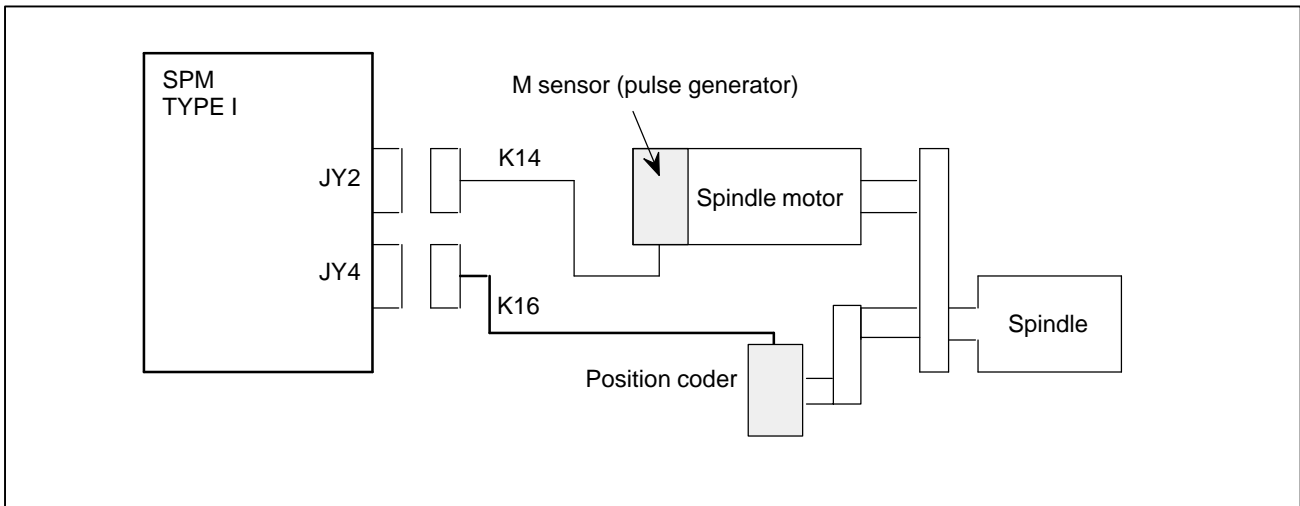 SPM
TYPE I
M sensor (pulse generator)
JY2
K14
Spindle motor
JY4
K16
Spindle
Position coder